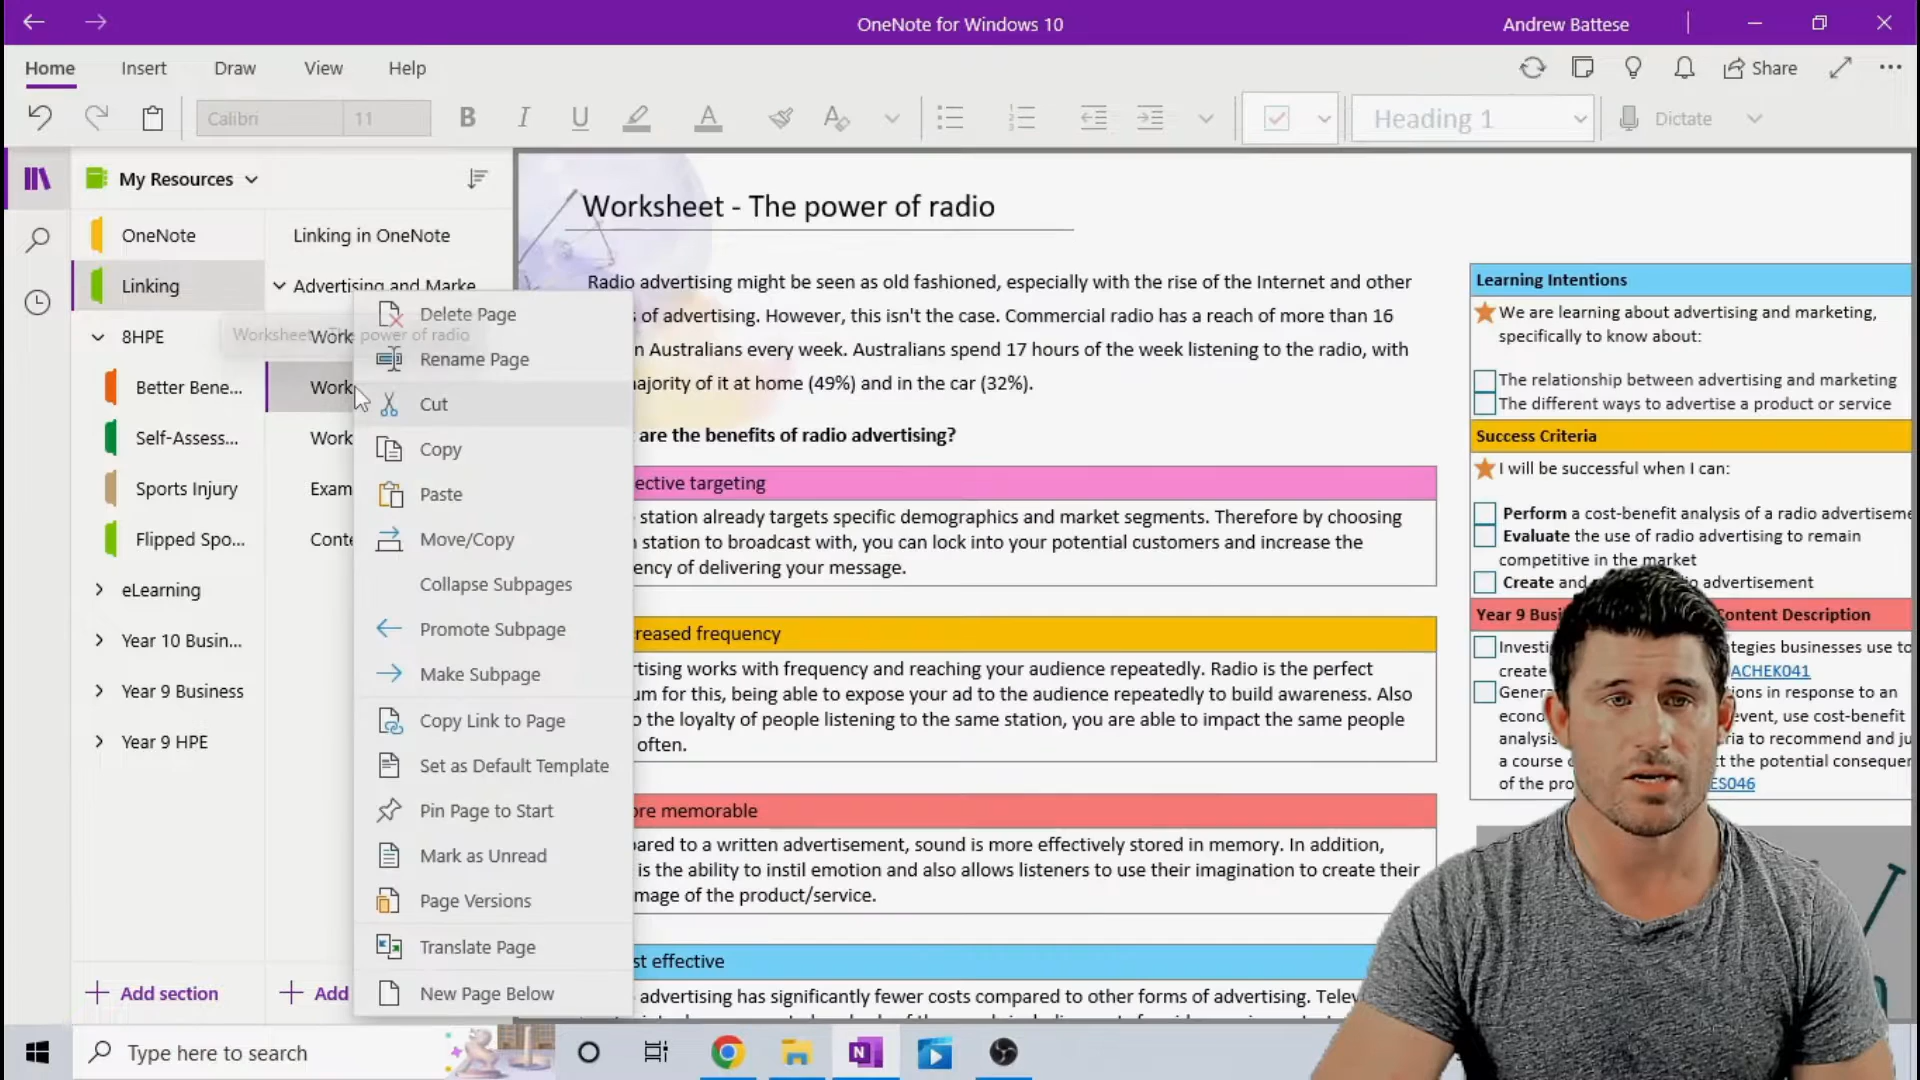 OneNote for Windows 10
Andrew Battese
Home
Insert
Draw
View
Help
Share
Calibri
11
B
I
U
A
Heading 1
Dictate
My Resources
OneNote
Linking
8HPE
Better Bene...
Self-Assess...
Sports Injury
Flipped Spo...
eLearning
Year 10 Busin...
Year 9 Business
Year 9 HPE
Add section
Linking in OneNote
Advertising and Marke
Work
Work
Work
Exam
Conte
Add
Worksheet power of radio
Delete Page
Rename Page
Cut
Copy
Paste
Move/Copy
Collapse Subpages
Promote Subpage
Make Subpage
Copy Link to Page
Set as Default Template
Pin Page to Start
Mark as Unread
Page Versions
Translate Page
New Page Below
Worksheet - The power of radio
Radio advertising might be seen as old fashioned, especially with the rise of the Internet and other
of advertising. However, this isn't the case. Commercial radio has a reach of more than 16
Australians every week. Australians spend 17 hours of the week listening to the radio, with
ajority of it at home (49%) and in the car (32%).
are the benefits of radio advertising?
ective targeting
station already targets specific demographics and market segments. Therefore by choosing
station to broadcast with, you can lock into your potential customers and increase the
ency of delivering your message.
reased frequency
rtising works with frequency and reaching your audience repeatedly. Radio is the perfect
um for this, being able to expose your ad to the audience repeatedly to build awareness. Also
the loyalty of people listening to the same station, you are able to impact the same people
often.
ore memorable
pared to a written advertisement, sound is more effectively stored in memory. In addition,
is the ability to instil emotion and also allows listeners to use their imagination to create their
mage of the product/service.
st effective
advertising has significantly fewer costs compared to other forms of advertising. Telev
Learning Intentions
We are learning about advertising and marketing,
specifically to know about:
The relationship between advertising and marketing
The different ways to advertise a product or service
Success Criteria
I will be successful when I can:
Perform a cost-benefit analysis of a radio advertiseme
Evaluate the use of radio advertising to remain
competitive in the market
Create and dio advertisement
Year 9 Busi Content Description
Investi tegies businesses use to
create ACHEK041
Gener ions in response to an
econo event, use cost-benefit
analysis ria to recommend and ju
a course ct the potential consequer
of the pro ES046
Type here to search